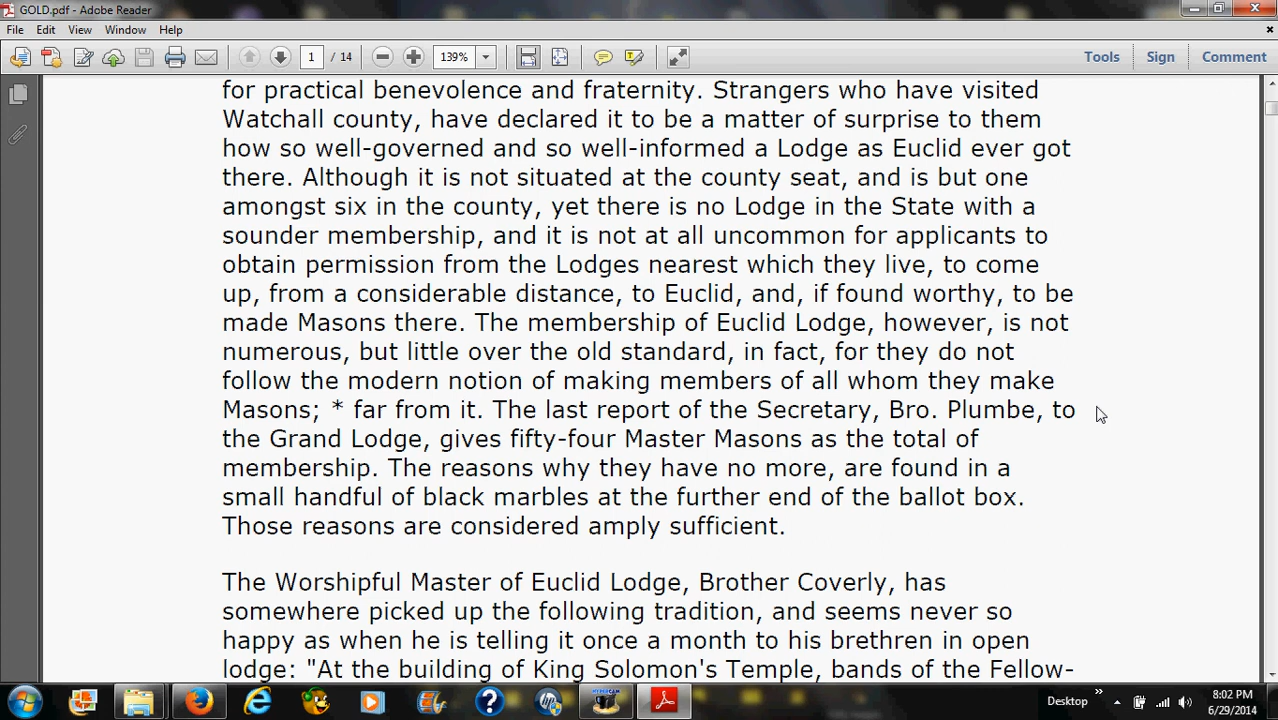 GOLD.pdf - Adobe Reader
File Edit View Window Help
1 / 14 139% Tools Sign Comment
for practical benevolence and fraternity. Strangers who have visited
Watchall county, have declared it to be a matter of surprise to them
how so well-governed and so well-informed a Lodge as Euclid ever got
there. Although it is not situated at the county seat, and is but one
amongst six in the county, yet there is no Lodge in the State with a
sounder membership, and it is not at all uncommon for applicants to
obtain permission from the Lodges nearest which they live, to come
up, from a considerable distance, to Euclid, and, if found worthy, to be
made Masons there. The membership of Euclid Lodge, however, is not
numerous, but little over the old standard, in fact, for they do not
follow the modern notion of making members of all whom they make
Masons; * far from it. The last report of the Secretary, Bro. Plumbe, to
the Grand Lodge, gives fifty-four Master Masons as the total of
membership. The reasons why they have no more, are found in a
small handful of black marbles at the further end of the ballot box.
Those reasons are considered amply sufficient.
The Worshipful Master of Euclid Lodge, Brother Coverly, has
somewhere picked up the following tradition, and seems never so
happy as when he is telling it once a month to his brethren in open
lodge: "At the building of King Solomon's Temple, bands of the Fellow-
Desktop
8:02 PM
6/29/2014